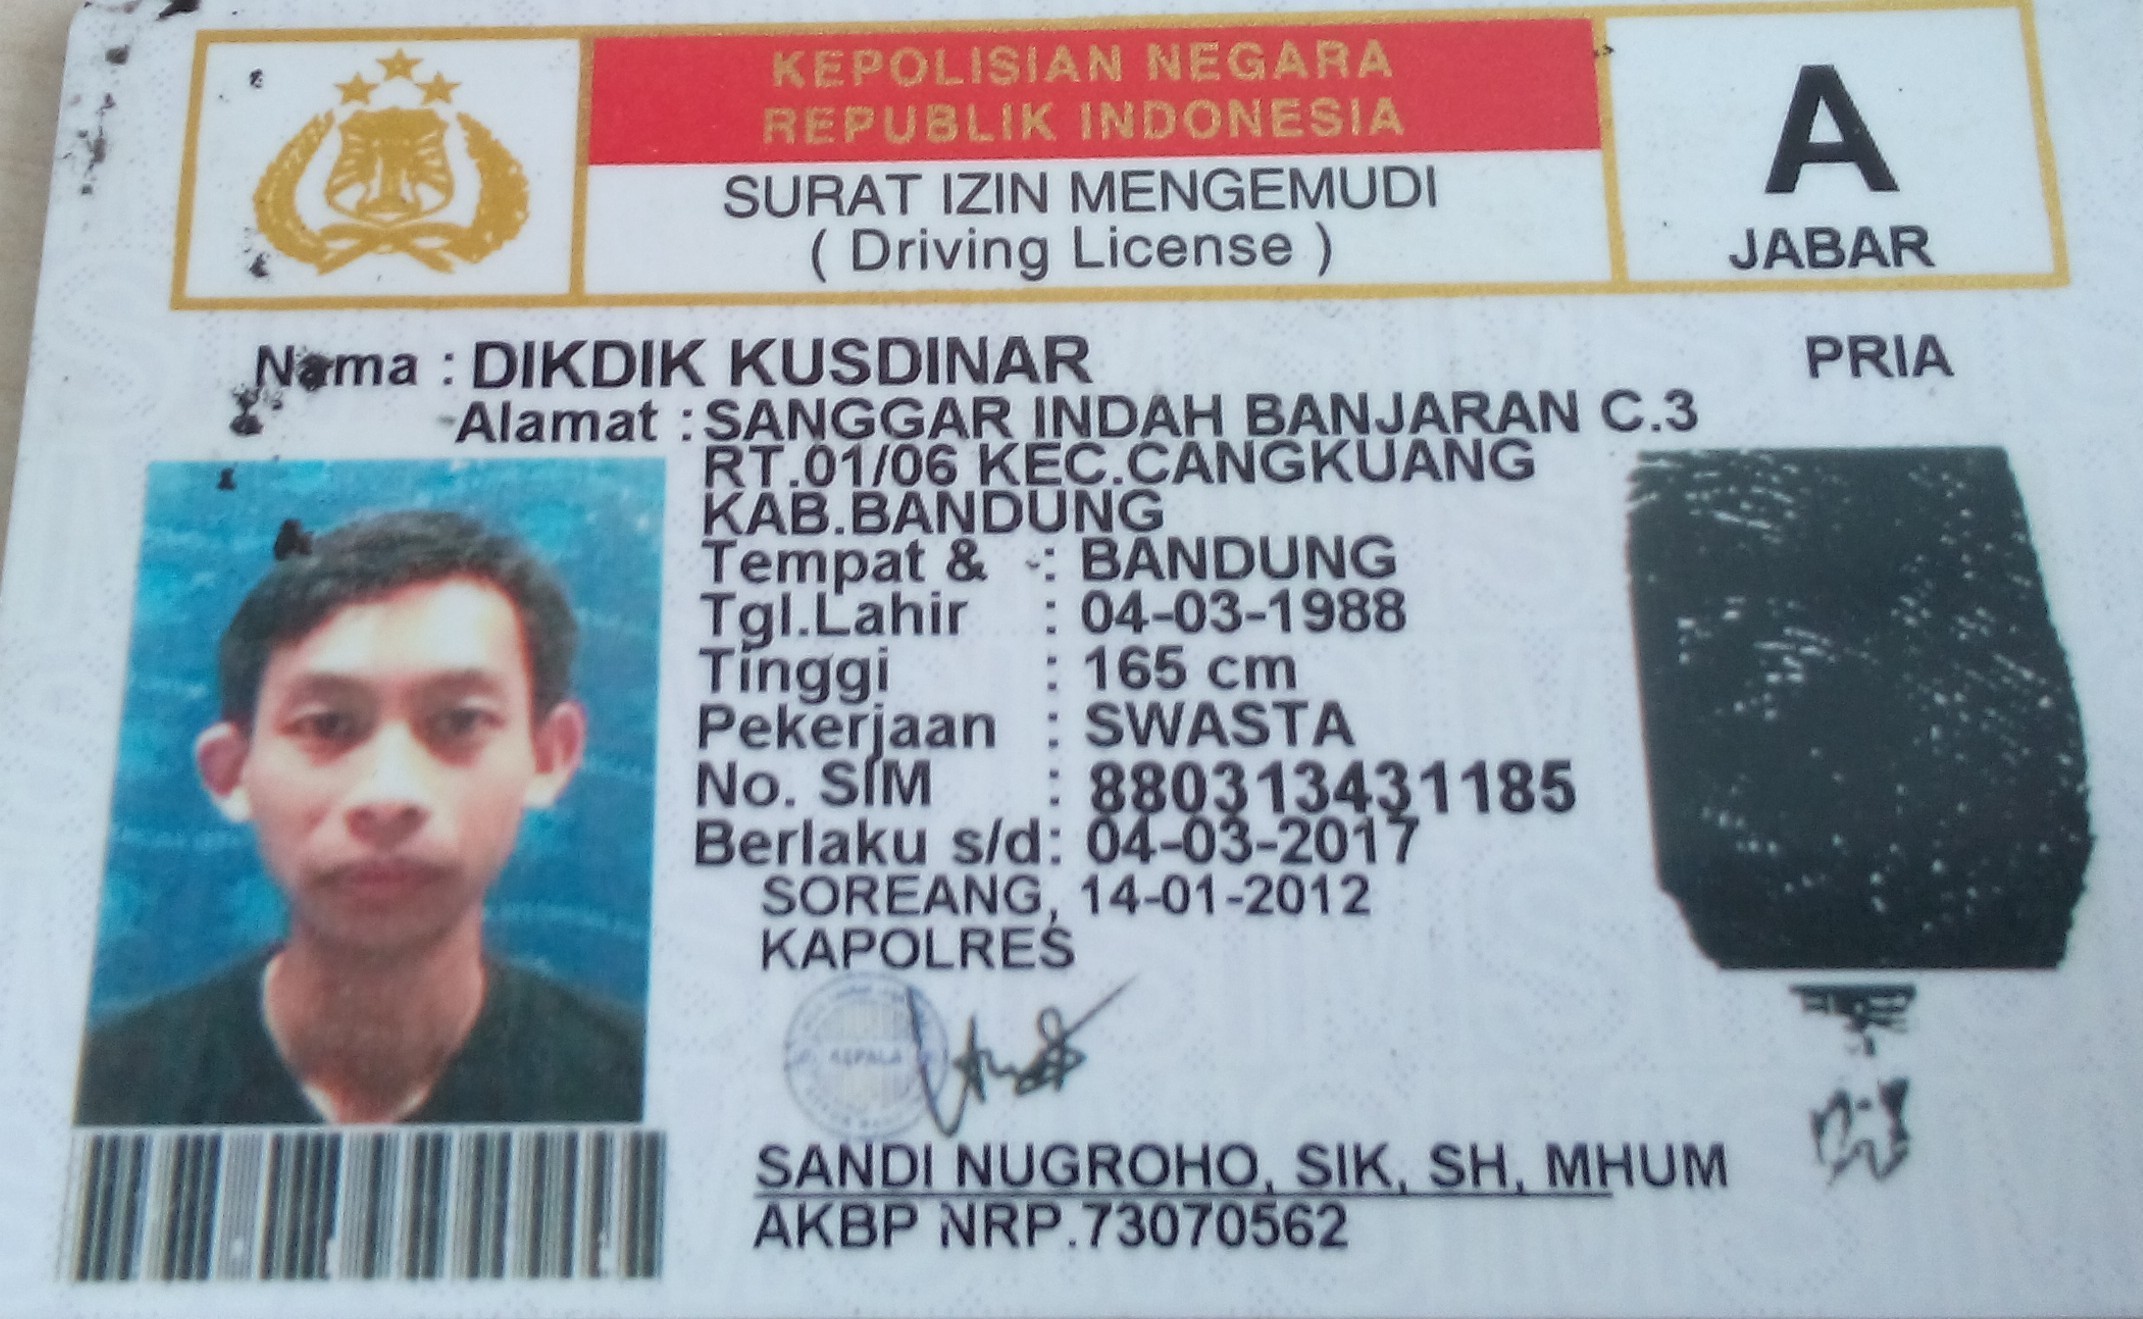 KEPOLISIAN NEGARA
REPUBLIK INDONESIA
SURAT IZIN MENGEMUDI
( Driving License )
A
JABAR
Nama : DIKDIK KUSDINAR
PRIA
Alamat : SANGGAR INDAH BANJARAN C.3
RT.01/06 KEC.CANGKUANG
KAB.BANDUNG
Tempat & : BANDUNG
Tgl.Lahir : 04-03-1988
Tinggi : 165 cm
Pekerjaan : SWASTA
No. SIM : 880313431185
Berlaku s/d: 04-03-2017
SOREANG, 14-01-2012
KAPOLRES
KEPALA
SANDI NUGROHO, SIK, SH, MHUM
AKBP NRP.73070562